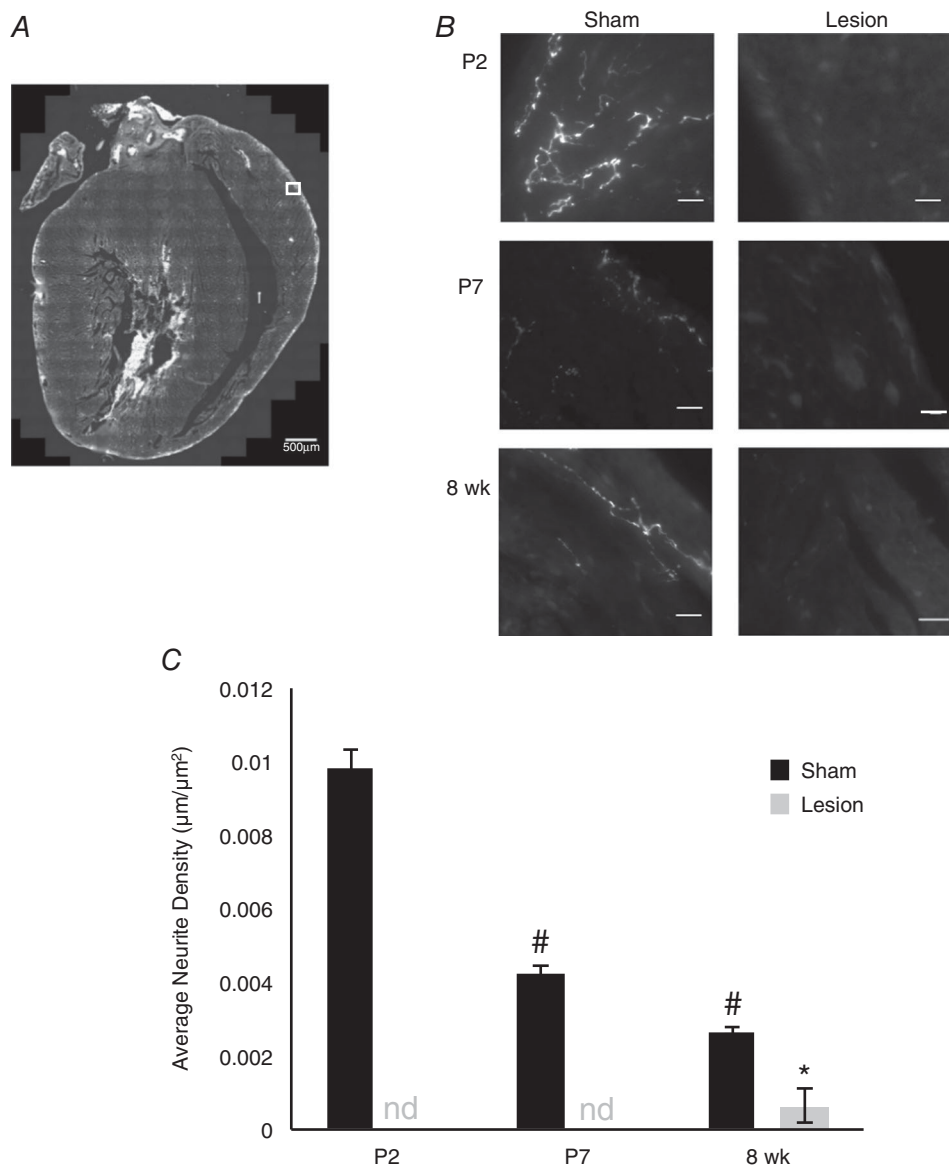 A
500µm
B
Sham
Lesion
P2
P7
8 wk
C
Average Neurite Density (µm/µm²)
0.012
0.01
0.008
0.006
0.004
0.002
0
Sham
Lesion
#
#
*
nd
nd
P2
P7
8 wk